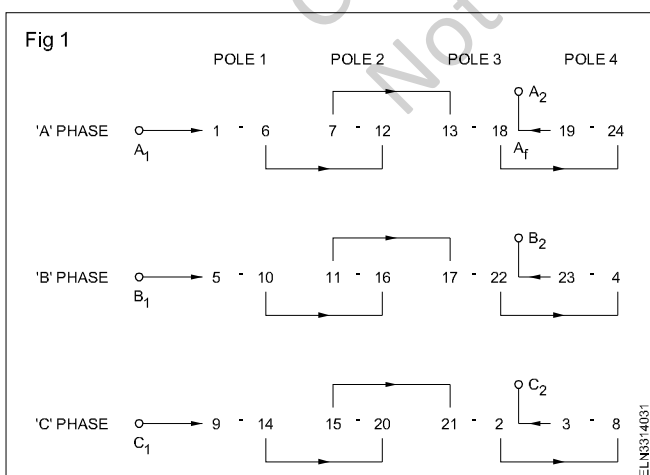 Fig 1
POLE 1 POLE 2 POLE 3 POLE 4
A2
'A' PHASE 1 - 6 7 - 12 13 - 18 19 - 24
A1 Af
B2
'B' PHASE 5 - 10 11 - 16 17 - 22 23 - 4
B1
C2
'C' PHASE 9 - 14 15 - 20 21 - 2 3 - 8
C1
ELN3314031
Not